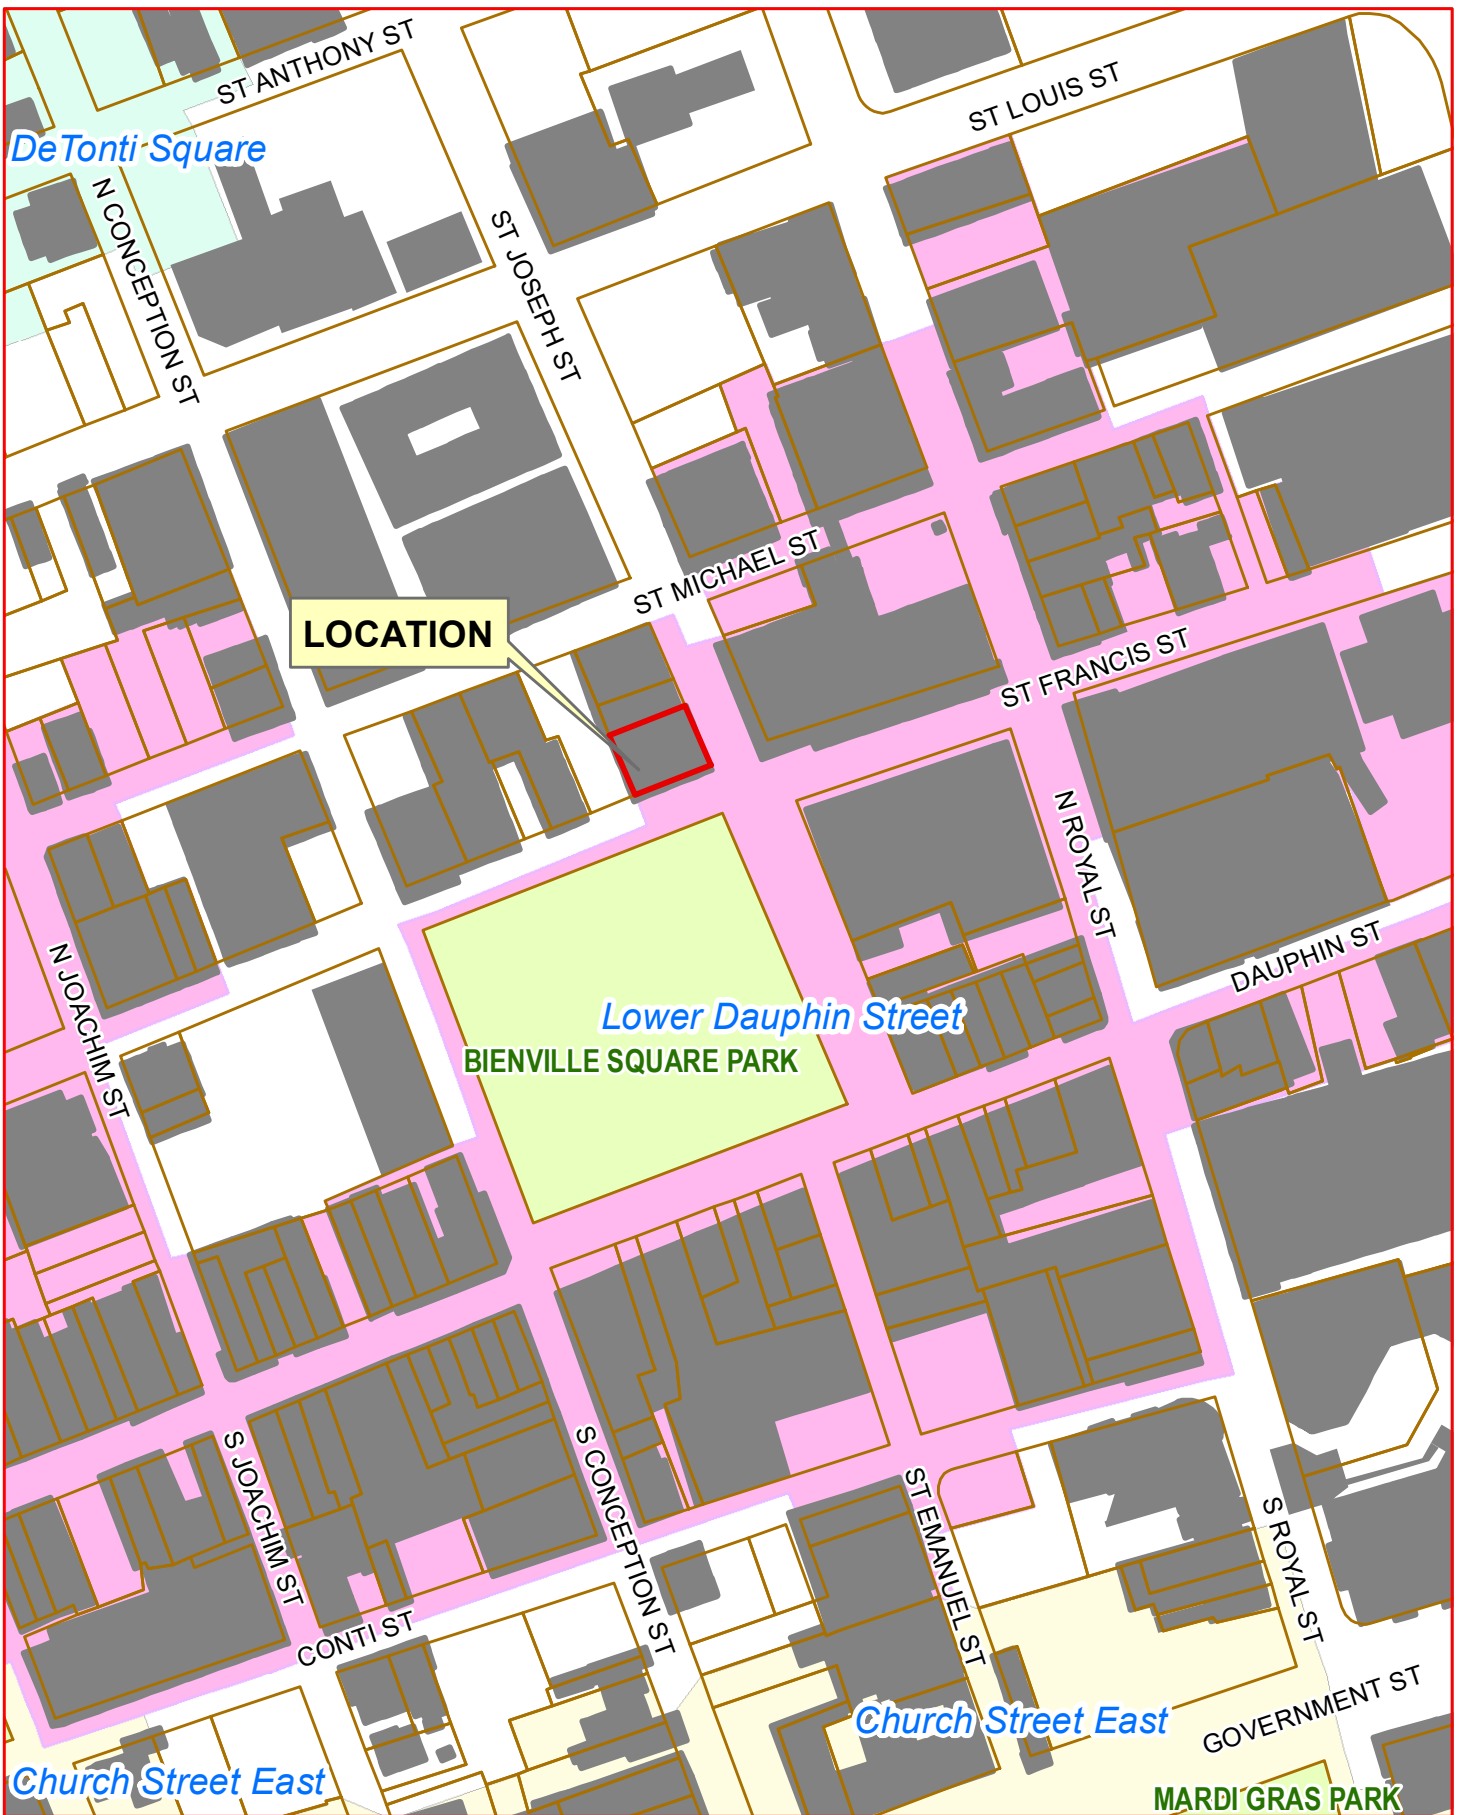 ST ANTHONY ST
ST LOUIS ST
DeTonti Square
N CONCEPTION ST
ST JOSEPH ST
ST MICHAEL ST
LOCATION
ST FRANCIS ST
N ROYAL ST
DAUPHIN ST
N JOACHIM ST
Lower Dauphin Street
BIENVILLE SQUARE PARK
S JOACHIM ST
S CONCEPTION ST
ST EMANUEL ST
S ROYAL ST
CONTI ST
GOVERNMENT ST
Church Street East
Church Street East
MARDI GRAS PARK